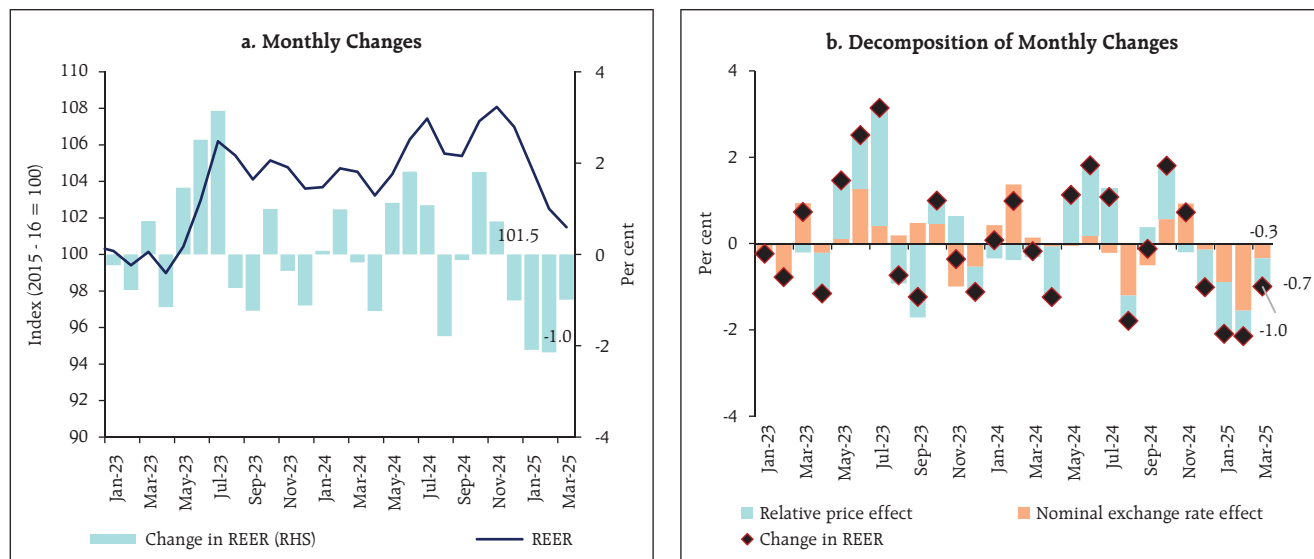 a. Monthly Changes
110
108
106
104
102
100
98
96
94
92
90
Index (2015 - 16 = 100)
4
2
0
-2
-4
Per cent
101.5
-1.0
Jan-23
Mar-23
May-23
Jul-23
Sep-23
Nov-23
Jan-24
Mar-24
May-24
Jul-24
Sep-24
Nov-24
Jan-25
Mar-25
Change in REER (RHS)
REER
b. Decomposition of Monthly Changes
4
2
0
-2
-4
Per cent
-0.3
-0.7
-1.0
Jan-23
Mar-23
May-23
Jul-23
Sep-23
Nov-23
Jan-24
Mar-24
May-24
Jul-24
Sep-24
Nov-24
Jan-25
Mar-25
Relative price effect
Nominal exchange rate effect
Change in REER